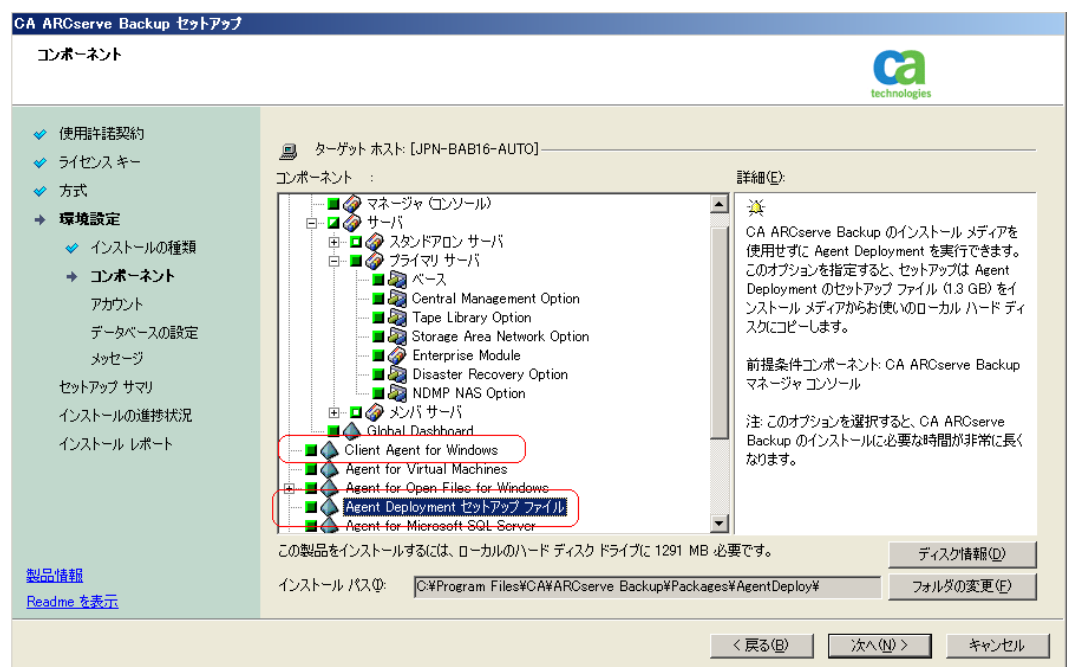 CA ARCserve Backup セットアップ
コンポーネント
ca
technologies
使用許諾契約
ライセンス キー
方式
環境設定
インストールの種類
コンポーネント
アカウント
データベースの設定
メッセージ
セットアップ サマリ
インストールの進捗状況
インストール レポート
製品情報
Readme を表示
ターゲット ホスト: [JPN-BAB16-AUTO]
コンポーネント :
マネージャ (コンソール)
サーバ
スタンドアロン サーバ
プライマリ サーバ
ベース
Central Management Option
Tape Library Option
Storage Area Network Option
Enterprise Module
Disaster Recovery Option
NDMP NAS Option
メンバ サーバ
Global Dashboard
Client Agent for Windows
Agent for Virtual Machines
Agent for Open Files for Windows
Agent Deployment セットアップ ファイル
Agent for Microsoft SQL Server
詳細(E):
CA ARCserve Backup のインストール メディアを
使用せずに Agent Deployment を実行できます。
このオプションを指定すると、セットアップは Agent
Deployment のセットアップ ファイル (1.3 GB) をイ
ンストール メディアからお使いのローカル ハード ディ
スクにコピーします。
前提条件コンポーネント: CA ARCserve Backup
マネージャ コンソール
注: このオプションを選択すると、CA ARCserve
Backup のインストールに必要な時間が非常に長く
なります。
この製品をインストールするには、ローカルのハード ディスク ドライブに 1291 MB 必要です。
ディスク情報(D)
インストール パス(I):
C:¥Program Files¥CA¥ARCserve Backup¥Packages¥AgentDeploy¥
フォルダの変更(F)
< 戻る(B)
次へ(N) >
キャンセル